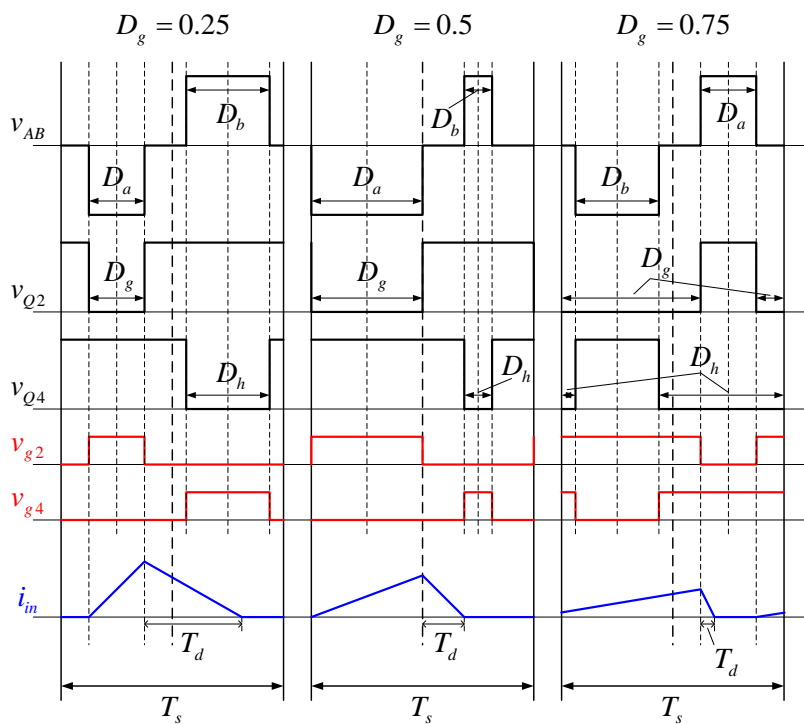 D_g = 0.25 D_g = 0.5 D_g = 0.75
v_AB D_a D_b D_a D_b D_b D_a
v_Q2 D_g D_g D_g
v_Q4 D_h D_h D_h
v_g2
v_g4
i_in
T_d T_d T_d
T_s T_s T_s